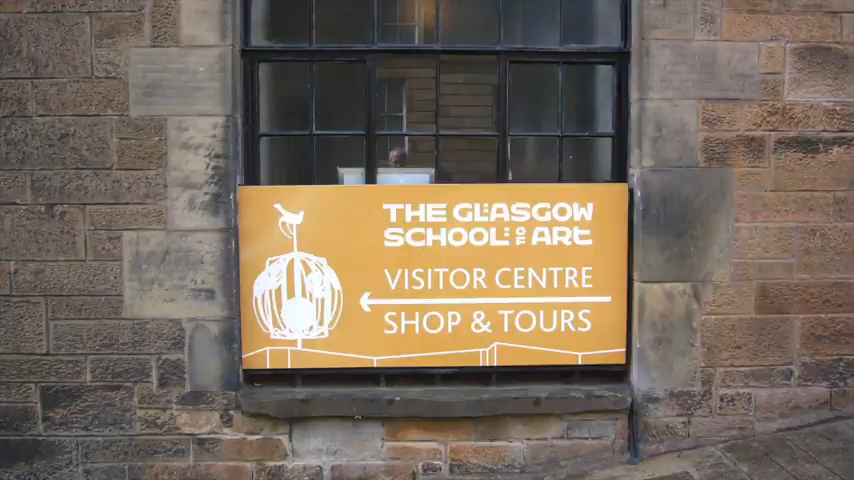 THE GLASGOW
SCHOOL: OF ART
VISITOR CENTRE
SHOP & TOURS